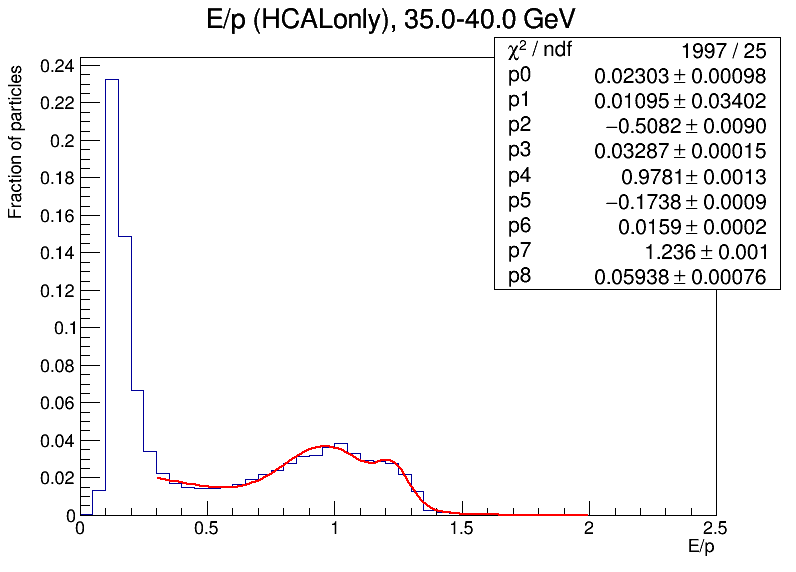 E/p (HCALonly), 35.0-40.0 GeV
χ² / ndf 1997 / 25
p0 0.02303 ± 0.00098
p1 0.01095 ± 0.03402
p2 −0.5082 ± 0.0090
p3 0.03287 ± 0.00015
p4 0.9781 ± 0.0013
p5 −0.1738 ± 0.0009
p6 0.0159 ± 0.0002
p7 1.236 ± 0.001
p8 0.05938 ± 0.00076
Fraction of particles
0.24
0.22
0.2
0.18
0.16
0.14
0.12
0.1
0.08
0.06
0.04
0.02
0
0 0.5 1 1.5 2 2.5
E/p